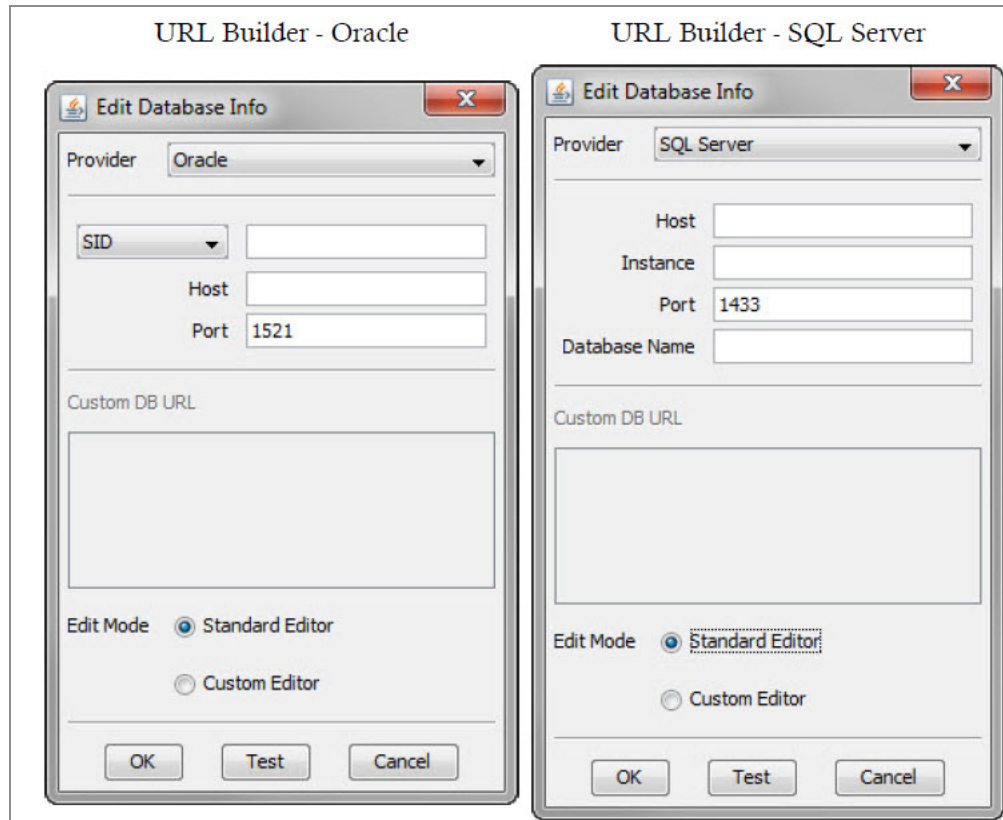 URL Builder - Oracle
Edit Database Info
Provider Oracle
SID
Host
Port 1521
Custom DB URL
Edit Mode Standard Editor
Custom Editor
OK Test Cancel
URL Builder - SQL Server
Edit Database Info
Provider SQL Server
Host
Instance
Port 1433
Database Name
Custom DB URL
Edit Mode Standard Editor
Custom Editor
OK Test Cancel